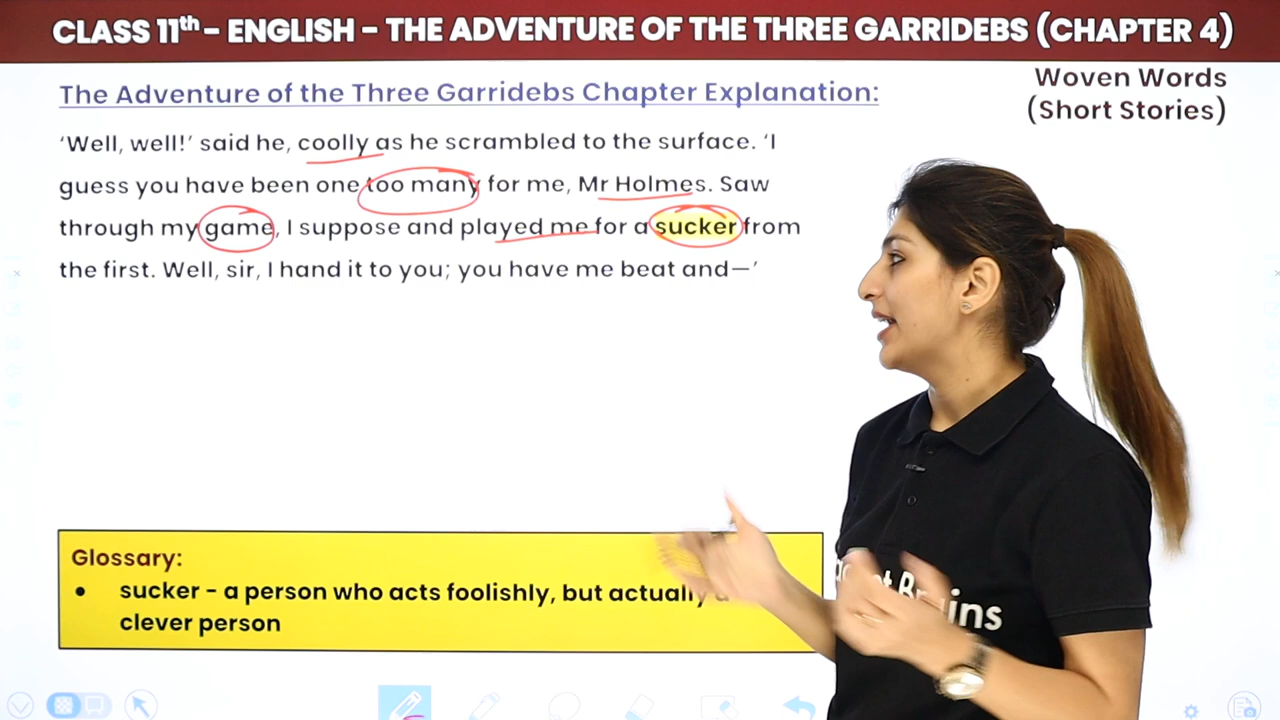 CLASS 11th - ENGLISH - THE ADVENTURE OF THE THREE GARRIDEBS (CHAPTER 4)
Woven Words
(Short Stories)
The Adventure of the Three Garridebs Chapter Explanation:
‘Well, well!’ said he, coolly as he scrambled to the surface. ‘I
guess you have been one too many for me, Mr Holmes. Saw
through my game, I suppose and played me for a sucker from
the first. Well, sir, I hand it to you; you have me beat and—’
Glossary:
• sucker - a person who acts foolishly, but actually
clever person